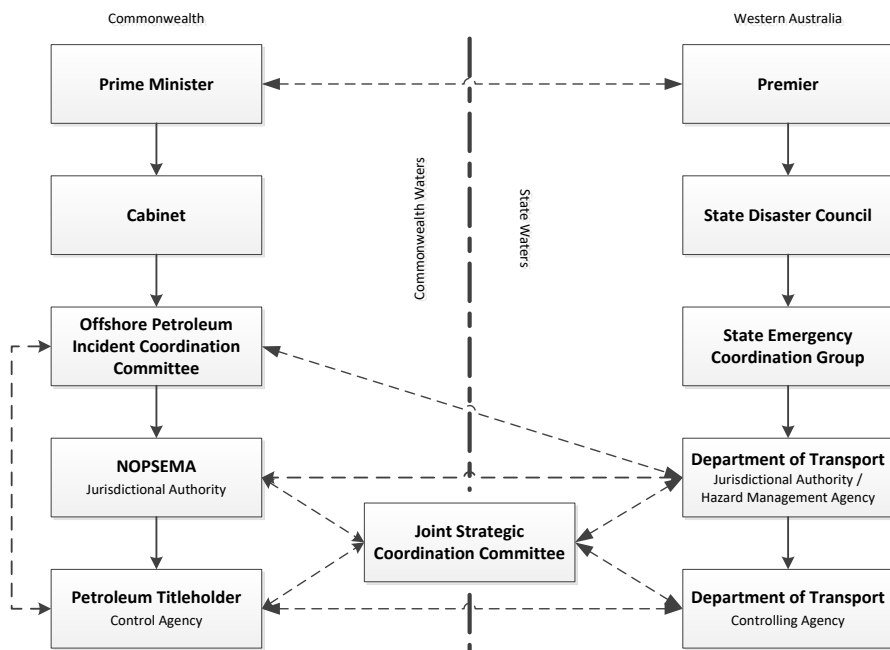 Commonwealth
Western Australia
Prime Minister
Premier
Cabinet
Commonwealth Waters
State Waters
State Disaster Council
Offshore Petroleum
Incident Coordination
Committee
State Emergency
Coordination Group
NOPSEMA
Jurisdictional Authority
Department of Transport
Jurisdictional Authority /
Hazard Management Agency
Joint Strategic
Coordination Committee
Petroleum Titleholder
Control Agency
Department of Transport
Controlling Agency